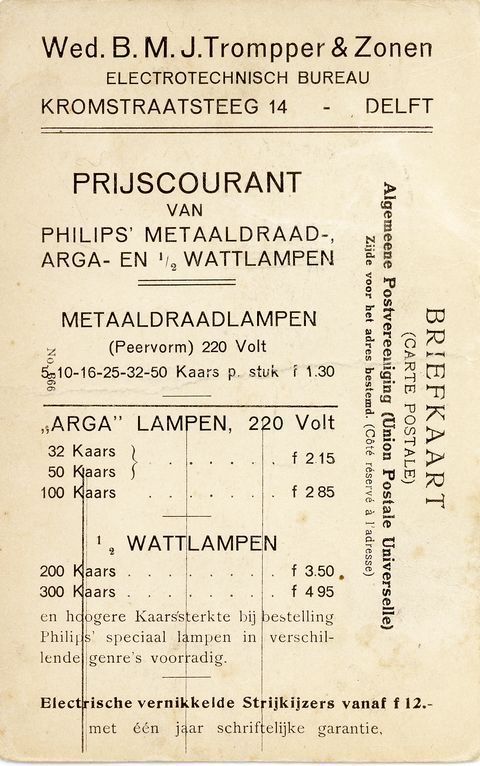 Wed. B. M. J. Trompper & Zonen
ELECTROTECHNISCH BUREAU
KROMSTRAATSTEEG 14 - DELFT
PRIJSCOURANT
VAN
PHILIPS' METAALDRAAD-,
ARGA- EN 1/2 WATTLAMPEN
METAALDRAADLAMPEN
(Peervorm) 220 Volt
5-10-16-25-32-50 Kaars p. stuk f 1.30
„ARGA" LAMPEN, 220 Volt
32 Kaars
50 Kaars } . . . . . . f 2 15
100 Kaars . . . . . . f 2 85
1/2 WATTLAMPEN
200 Kaars . . . . . . . f 3.50
300 Kaars . . . . . . . f 4 95
en hoogere Kaarssterkte bij bestelling
Philips' speciaal lampen in verschil-
lende genre's voorradig.
Electrische vernikkelde Strijkijzers vanaf f 12.-
met één jaar schriftelijke garantie,
No. 866
BRIEFKAART
(CARTE POSTALE)
Algemeene Postvereeniging (Union Postale Universelle)
Zijde voor het adres bestemd. (Côté réservé à l'adresse)